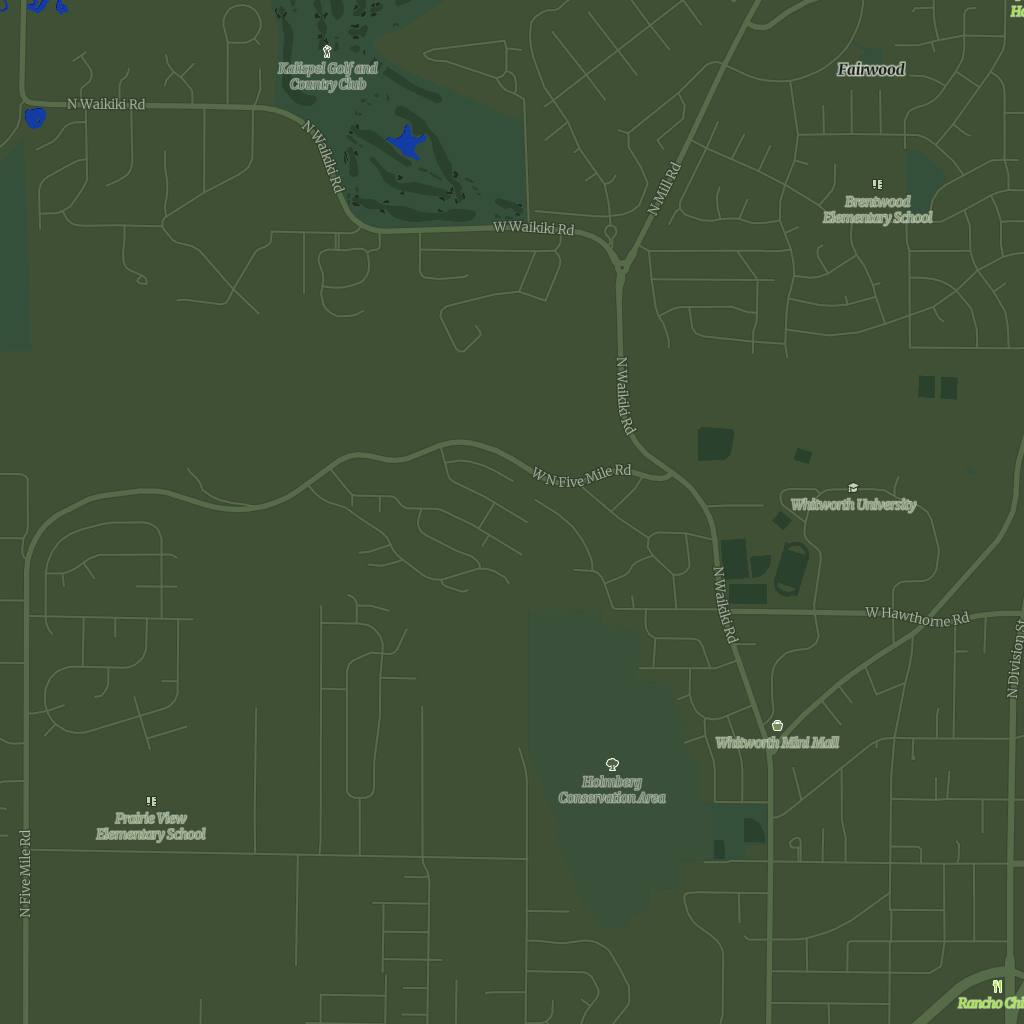 Fairwood
Kalispel Golf and
Country Club
N Waikiki Rd
N Waikiki Rd
N Mill Rd
Brentwood
Elementary School
W Waikiki Rd
N Waikiki Rd
W N Five Mile Rd
Whitworth University
N Waikiki Rd
W Hawthorne Rd
N Division St
Whitworth Mini Mall
Holmberg
Conservation Area
Prairie View
Elementary School
N Five Mile Rd
Rancho Chi